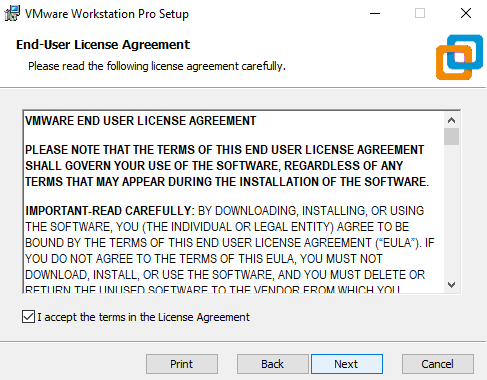 VMware Workstation Pro Setup
End-User License Agreement
Please read the following license agreement carefully.
VMWARE END USER LICENSE AGREEMENT
PLEASE NOTE THAT THE TERMS OF THIS END USER LICENSE AGREEMENT
SHALL GOVERN YOUR USE OF THE SOFTWARE, REGARDLESS OF ANY
TERMS THAT MAY APPEAR DURING THE INSTALLATION OF THE SOFTWARE.
IMPORTANT-READ CAREFULLY: BY DOWNLOADING, INSTALLING, OR USING
THE SOFTWARE, YOU (THE INDIVIDUAL OR LEGAL ENTITY) AGREE TO BE
BOUND BY THE TERMS OF THIS END USER LICENSE AGREEMENT (“EULA”). IF
YOU DO NOT AGREE TO THE TERMS OF THIS EULA, YOU MUST NOT
DOWNLOAD, INSTALL, OR USE THE SOFTWARE, AND YOU MUST DELETE OR
RETURN THE UNUSED SOFTWARE TO THE VENDOR FROM WHICH YOU
I accept the terms in the License Agreement
Print
Back
Next
Cancel